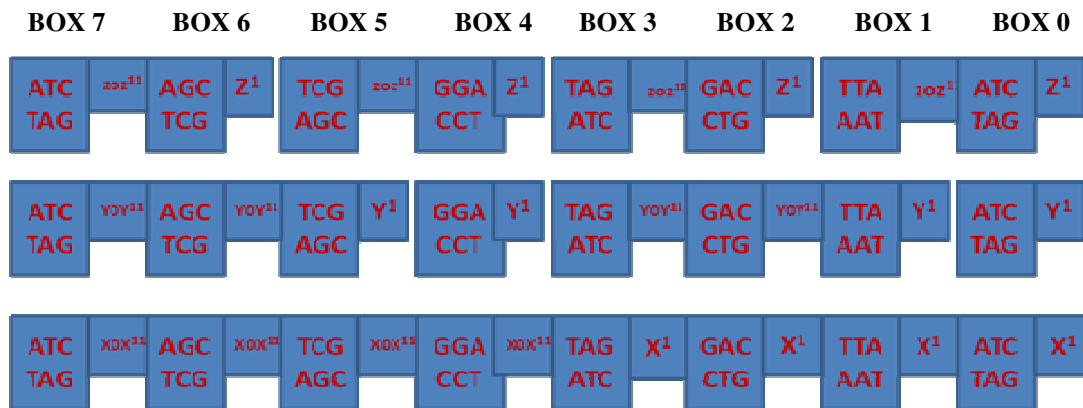 BOX 7 BOX 6 BOX 5 BOX 4 BOX 3 BOX 2 BOX 1 BOX 0
ATC zoz¹¹ AGC Z¹ TCG zoz¹¹ GGA Z¹ TAG zoz¹¹ GAC Z¹ TTA zoz¹¹ ATC Z¹
TAG TCG AGC CCT ATC CTG AAT TAG
ATC YOY¹¹ AGC YOY¹¹ TCG Y¹ GGA Y¹ TAG YOY¹¹ GAC YOY¹¹ TTA Y¹ ATC Y¹
TAG TCG AGC CCT ATC CTG AAT TAG
ATC XOX¹¹ AGC XOX¹¹ TCG XOX¹¹ GGA XOX¹¹ TAG X¹ GAC X¹ TTA X¹ ATC X¹
TAG TCG AGC CCT ATC CTG AAT TAG